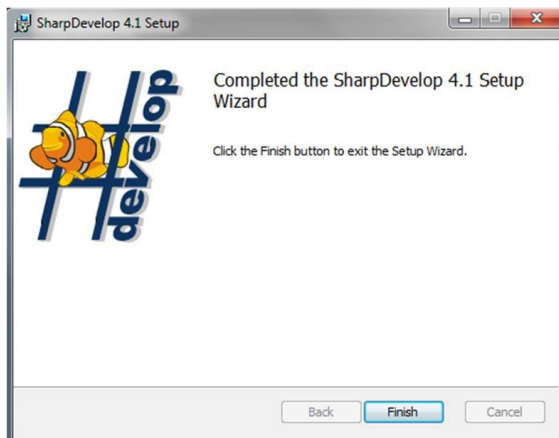 SharpDevelop 4.1 Setup
develop
Completed the SharpDevelop 4.1 Setup
Wizard
Click the Finish button to exit the Setup Wizard.
Back
Finish
Cancel